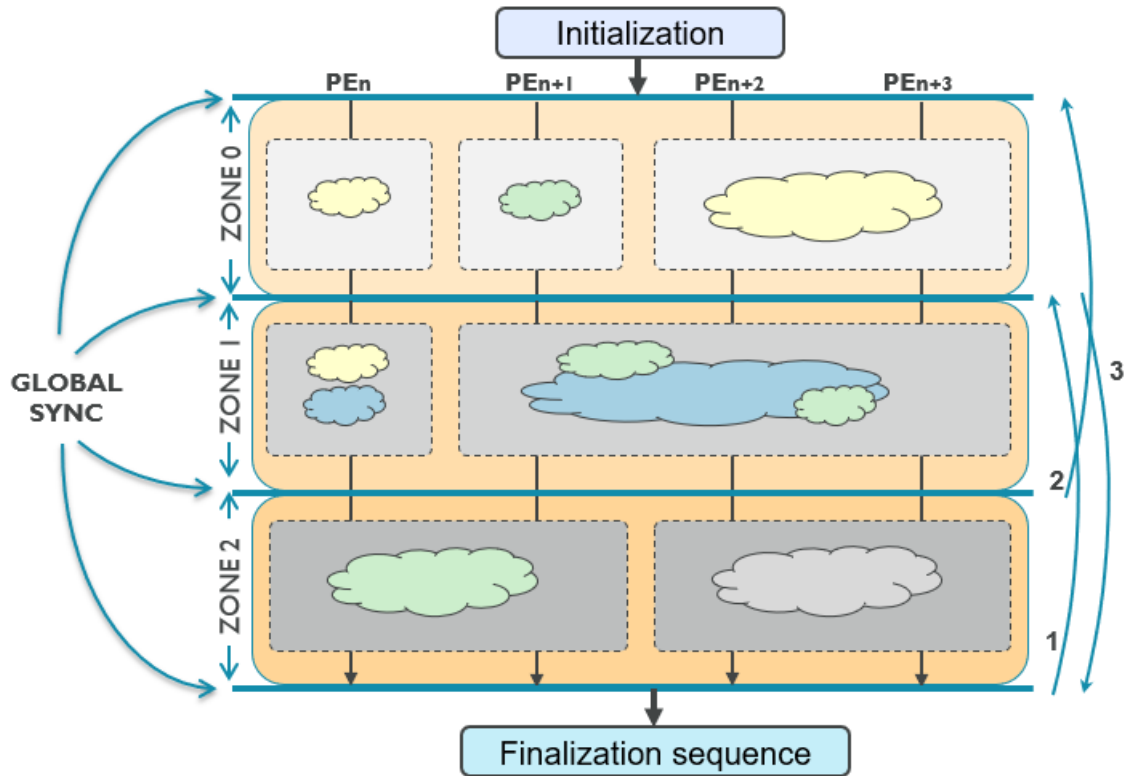 Initialization
PEn
PEn+1
PEn+2
PEn+3
ZONE 0
ZONE 1
GLOBAL
SYNC
3
2
ZONE 2
1
Finalization sequence